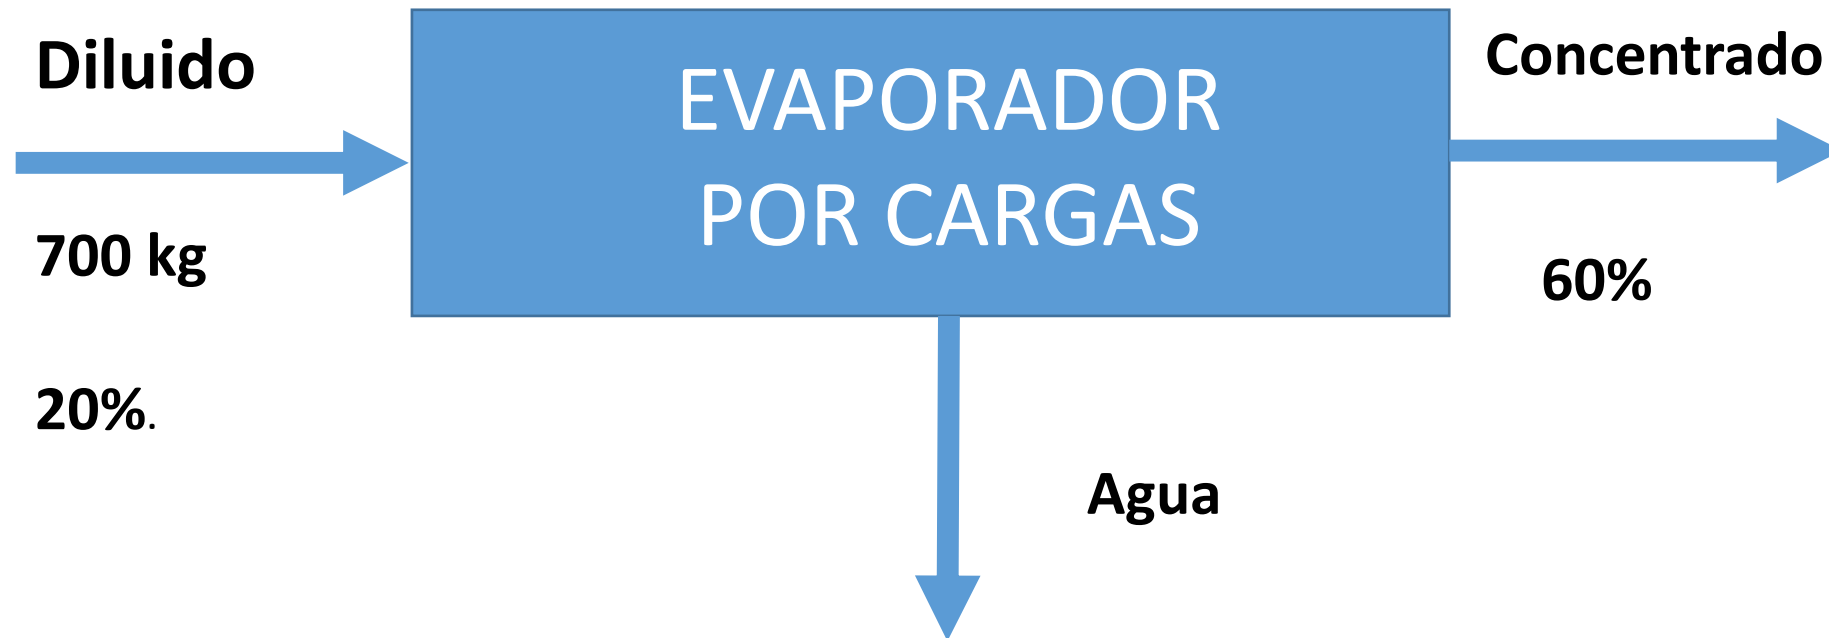 Diluido
700 kg
20%.
EVAPORADOR
POR CARGAS
Concentrado
60%
Agua